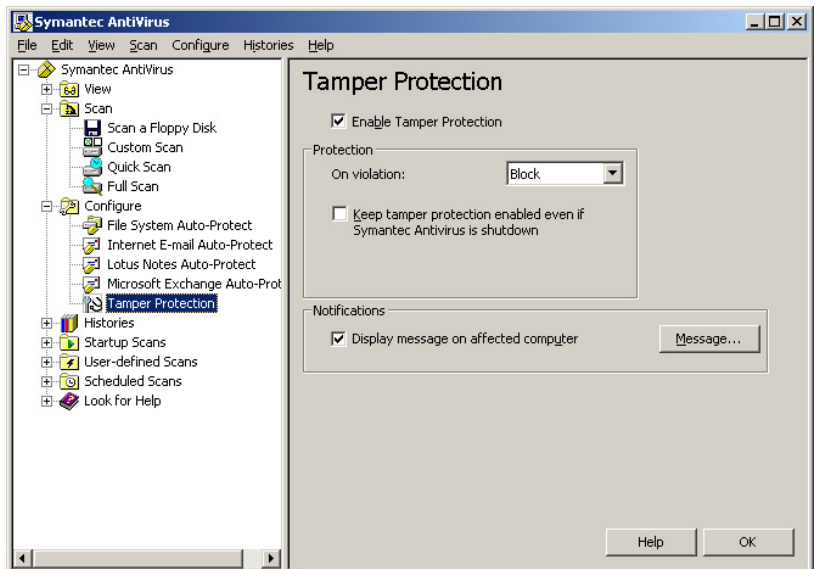 Symantec AntiVirus
File Edit View Scan Configure Histories Help
Symantec AntiVirus
View
Scan
Scan a Floppy Disk
Custom Scan
Quick Scan
Full Scan
Configure
File System Auto-Protect
Internet E-mail Auto-Protect
Lotus Notes Auto-Protect
Microsoft Exchange Auto-Prot
Tamper Protection
Histories
Startup Scans
User-defined Scans
Scheduled Scans
Look for Help
Tamper Protection
Enable Tamper Protection
Protection
On violation: Block
Keep tamper protection enabled even if
Symantec Antivirus is shutdown
Notifications
Display message on affected computer Message...
Help OK